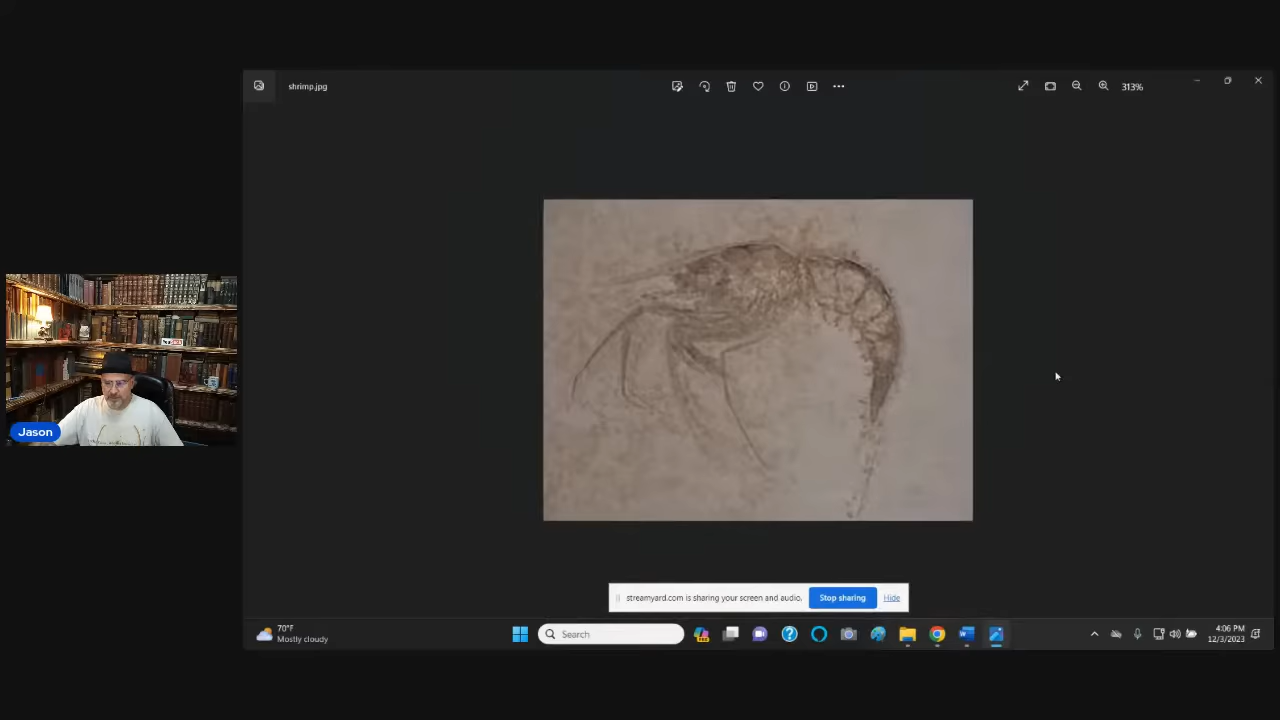 shrimp.jpg
313%
Jason
streamyard.com is sharing your screen and audio.
Stop sharing
Hide
70°F
Mostly cloudy
Search
4:06 PM
12/3/2023